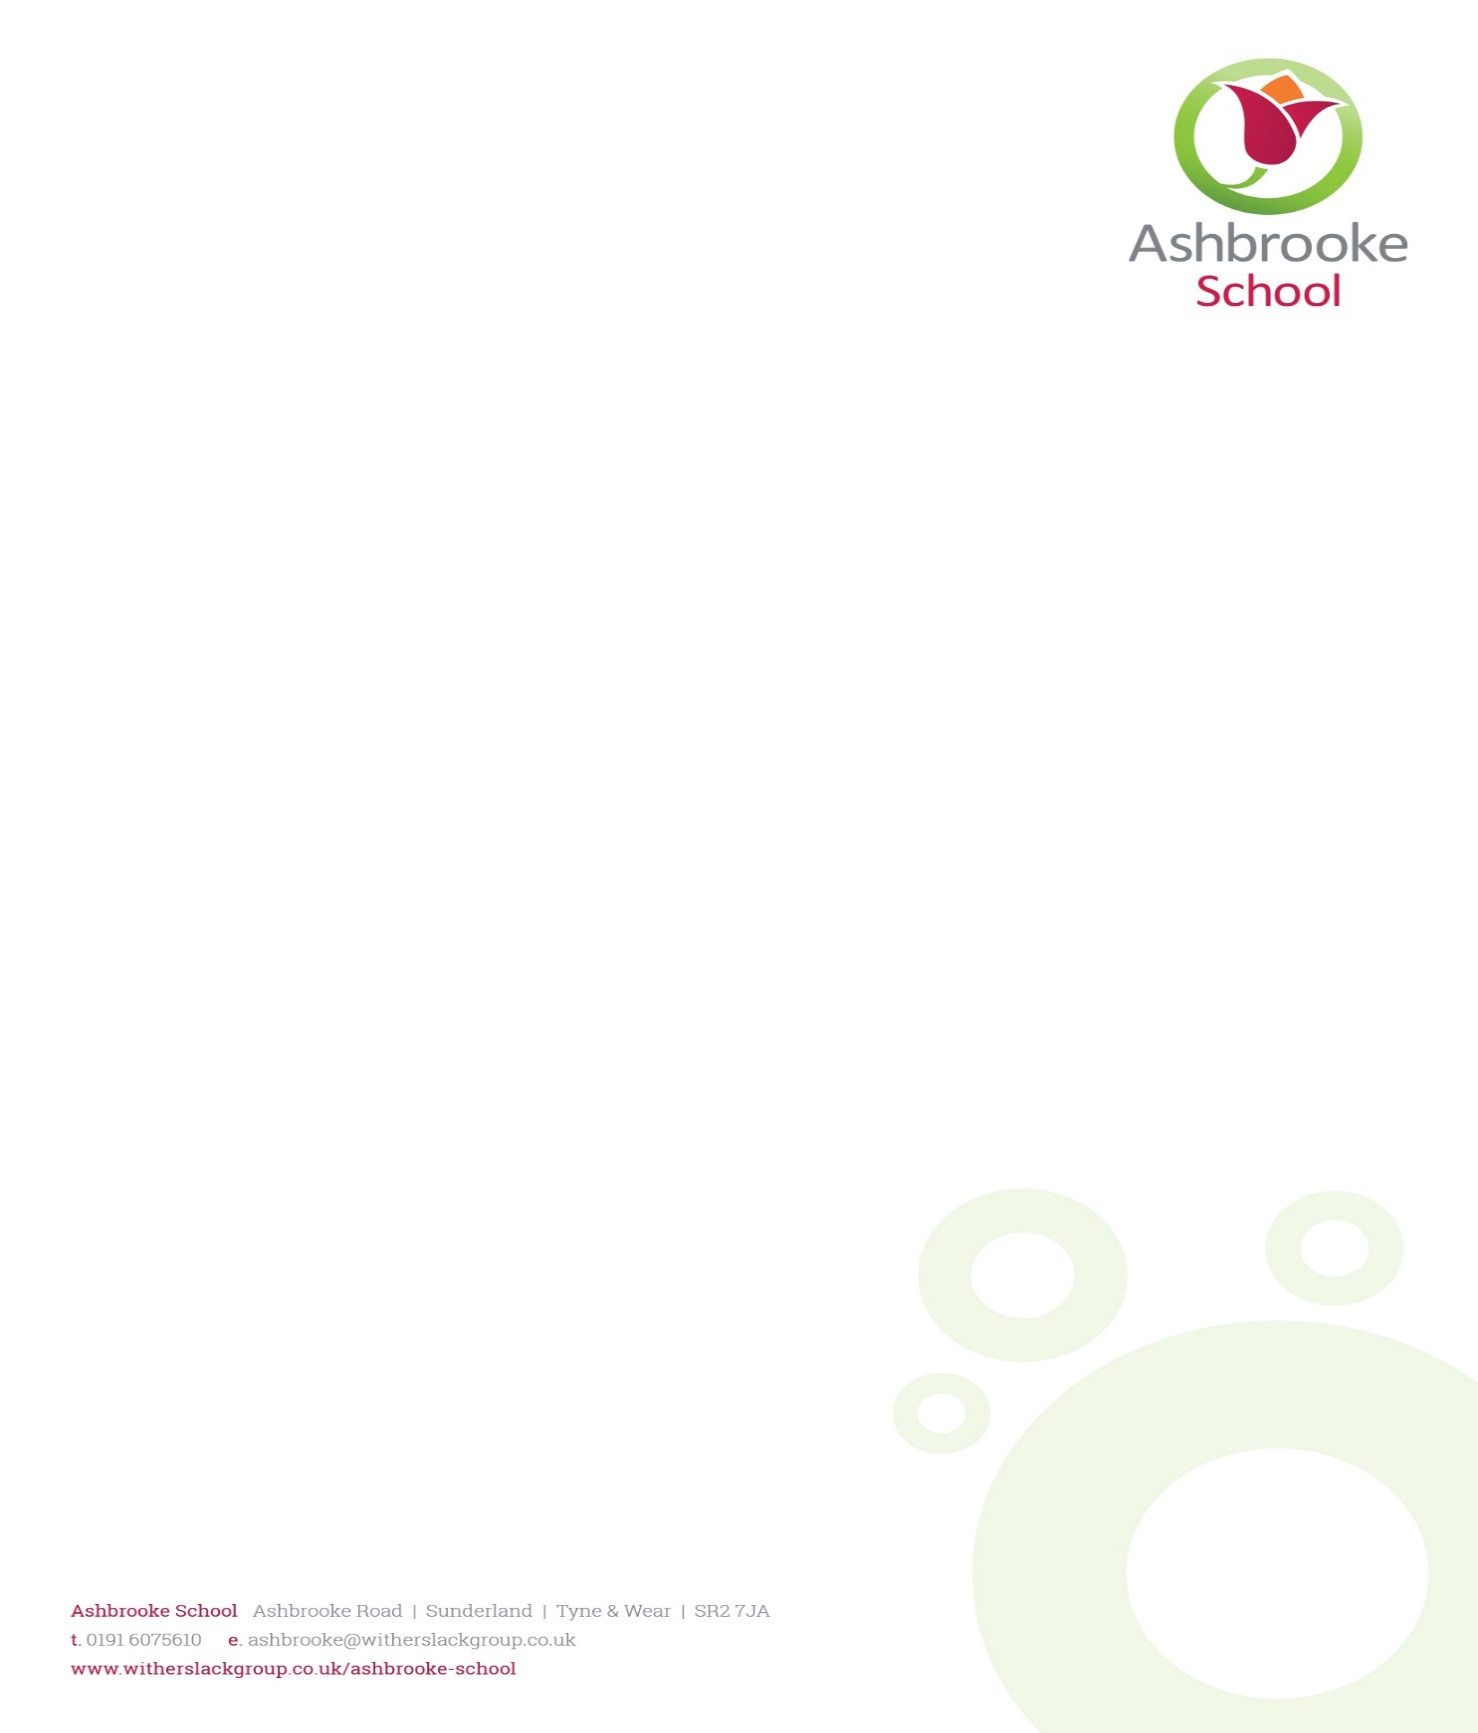 Ashbrooke
School
Ashbrooke School Ashbrooke Road | Sunderland | Tyne & Wear | SR2 7JA
t. 0191 6075610 e. ashbrooke@witherslackgroup.co.uk
www.witherslackgroup.co.uk/ashbrooke-school